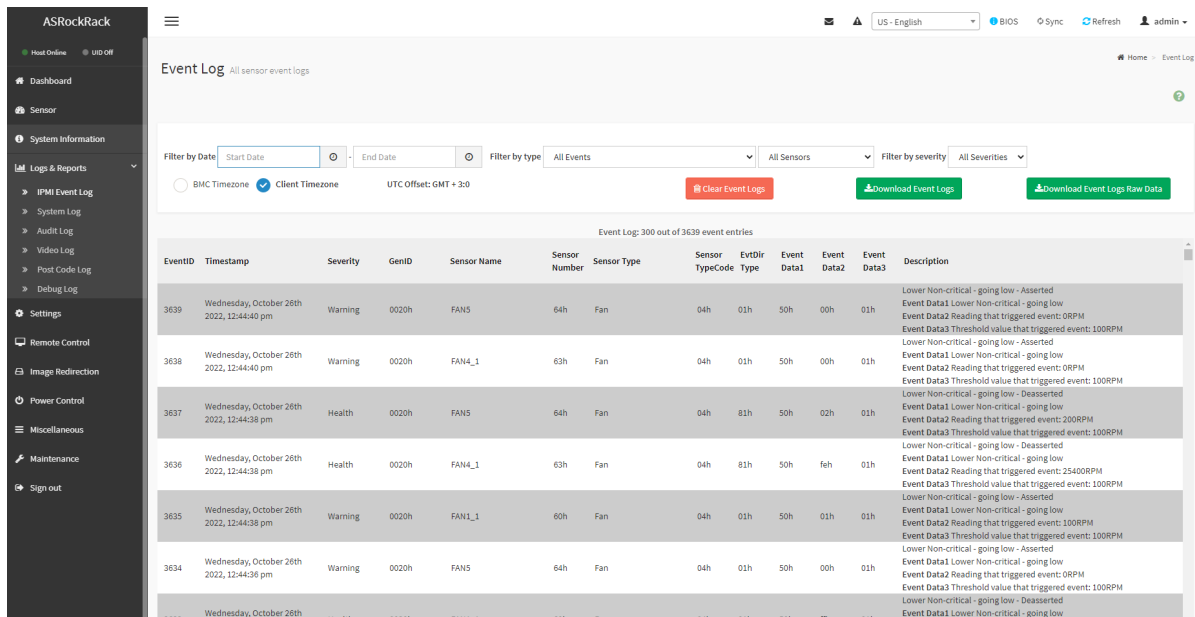 ASRockRack
US - English
BIOS
Sync
Refresh
admin
Host Online
UID Off
Dashboard
Sensor
System Information
Logs & Reports
IPMI Event Log
System Log
Audit Log
Video Log
Post Code Log
Debug Log
Settings
Remote Control
Image Redirection
Power Control
Miscellaneous
Maintenance
Sign out
Event Log All sensor event logs
Home > Event Log
Filter by Date Start Date - End Date Filter by type All Events All Sensors Filter by severity All Severities
BMC Timezone Client Timezone UTC Offset: GMT + 3:0 Clear Event Logs Download Event Logs Download Event Logs Raw Data
Event Log: 300 out of 3639 event entries
EventID Timestamp Severity GenID Sensor Name Sensor Number Sensor Type Sensor TypeCode EvtDir Type Event Data1 Event Data2 Event Data3 Description
3639 Wednesday, October 26th 2022, 12:44:40 pm Warning 0020h FAN5 64h Fan 04h 01h 50h 00h 01h
Lower Non-critical - going low - Asserted
Event Data1 Lower Non-critical - going low
Event Data2 Reading that triggered event: 0RPM
Event Data3 Threshold value that triggered event: 100RPM
3638 Wednesday, October 26th 2022, 12:44:40 pm Warning 0020h FAN4_1 63h Fan 04h 01h 50h 00h 01h
Lower Non-critical - going low - Asserted
Event Data1 Lower Non-critical - going low
Event Data2 Reading that triggered event: 0RPM
Event Data3 Threshold value that triggered event: 100RPM
3637 Wednesday, October 26th 2022, 12:44:38 pm Health 0020h FAN5 64h Fan 04h 81h 50h 02h 01h
Lower Non-critical - going low - Deasserted
Event Data1 Lower Non-critical - going low
Event Data2 Reading that triggered event: 200RPM
Event Data3 Threshold value that triggered event: 100RPM
3636 Wednesday, October 26th 2022, 12:44:38 pm Health 0020h FAN4_1 63h Fan 04h 81h 50h feh 01h
Lower Non-critical - going low - Deasserted
Event Data1 Lower Non-critical - going low
Event Data2 Reading that triggered event: 25400RPM
Event Data3 Threshold value that triggered event: 100RPM
3635 Wednesday, October 26th 2022, 12:44:38 pm Warning 0020h FAN1_1 60h Fan 04h 01h 50h 01h 01h
Lower Non-critical - going low - Asserted
Event Data1 Lower Non-critical - going low
Event Data2 Reading that triggered event: 100RPM
Event Data3 Threshold value that triggered event: 100RPM
3634 Wednesday, October 26th 2022, 12:44:36 pm Warning 0020h FAN5 64h Fan 04h 01h 50h 00h 01h
Lower Non-critical - going low - Asserted
Event Data1 Lower Non-critical - going low
Event Data2 Reading that triggered event: 0RPM
Event Data3 Threshold value that triggered event: 100RPM
Wednesday, October 26th
Lower Non-critical - going low - Deasserted
Event Data1 Lower Non-critical - going low